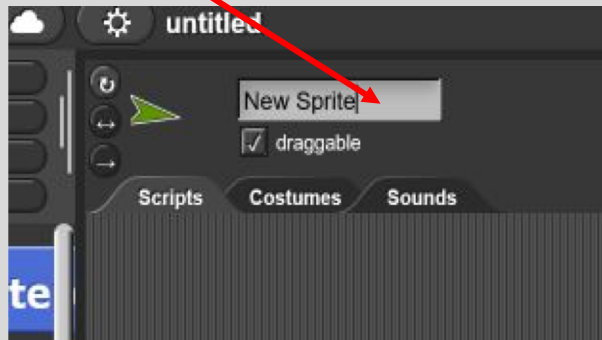 untitled
New Sprite
draggable
Scripts Costumes Sounds
te